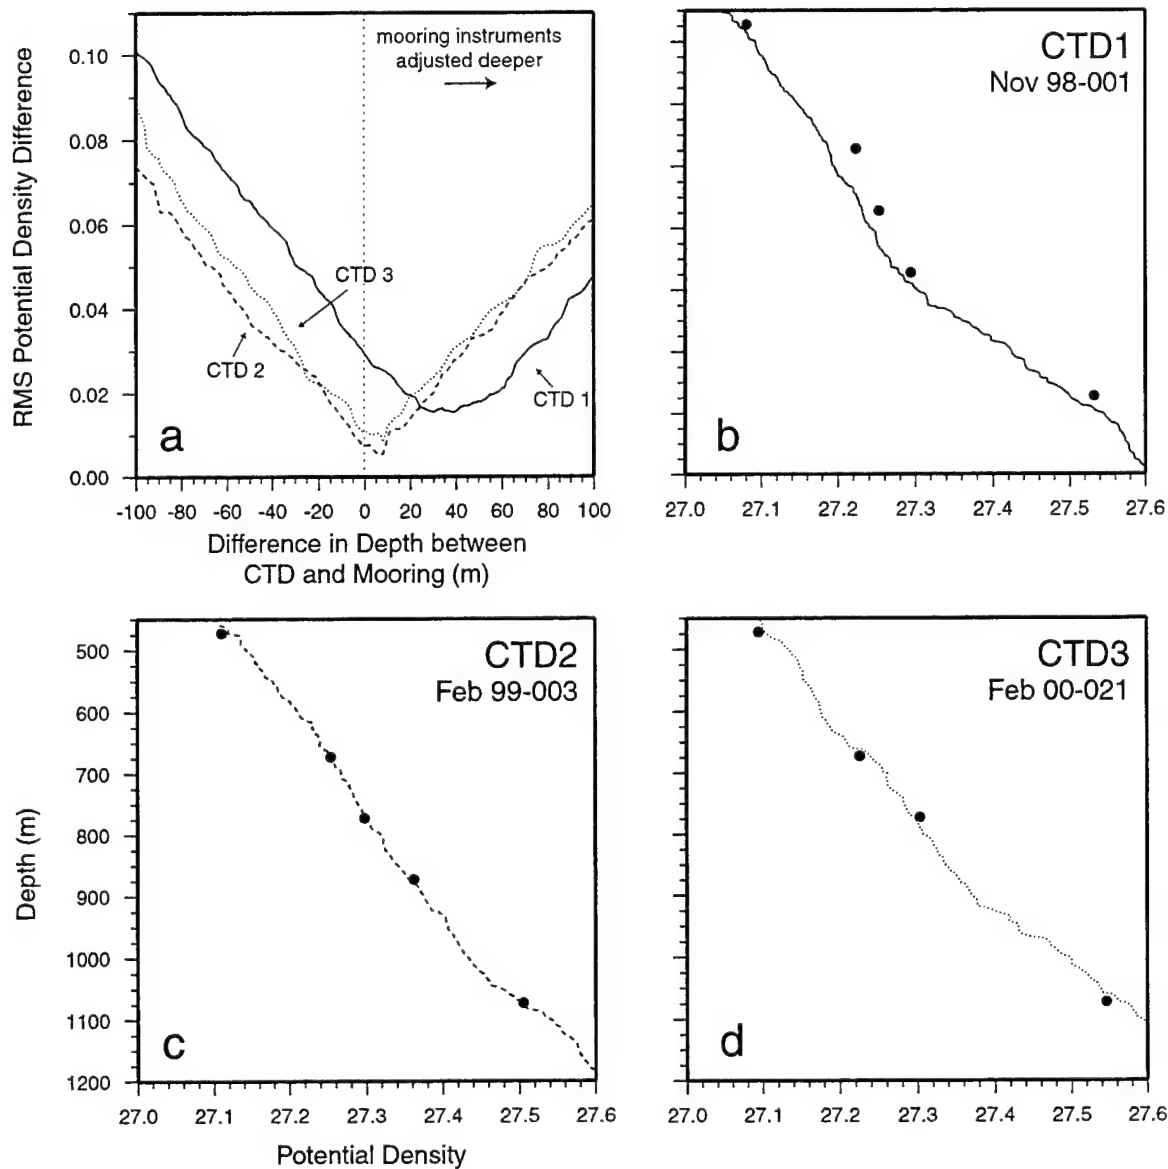 RMS Potential Density Difference
0.10
0.08
0.06
0.04
0.02
0.00
mooring instruments
adjusted deeper
CTD 3
CTD 2
CTD 1
a
-100 -80 -60 -40 -20 0 20 40 60 80 100
Difference in Depth between
CTD and Mooring (m)
CTD1
Nov 98-001
b
27.0 27.1 27.2 27.3 27.4 27.5 27.6
Depth (m)
500
600
700
800
900
1000
1100
1200
CTD2
Feb 99-003
c
27.0 27.1 27.2 27.3 27.4 27.5 27.6
Potential Density
CTD3
Feb 00-021
d
27.0 27.1 27.2 27.3 27.4 27.5 27.6